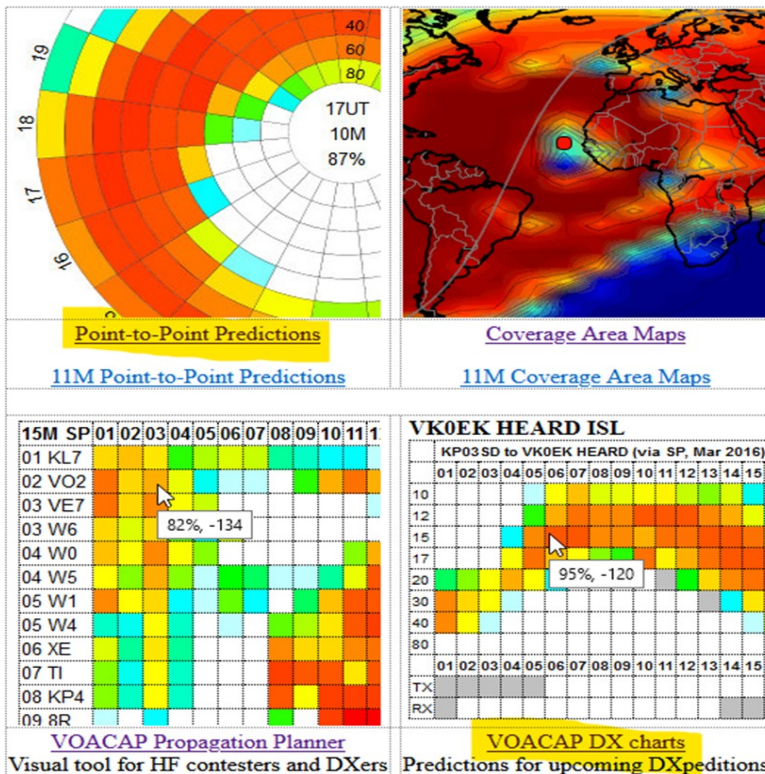 40
60
80
17UT
10M
87%
19
18
17
16
Point-to-Point Predictions
Coverage Area Maps
11M Point-to-Point Predictions
11M Coverage Area Maps
15M SP 01 02 03 04 05 06 07 08 09 10 11
01 KL7
02 VO2
03 VE7
82%, -134
03 W6
04 W0
04 W5
05 W1
05 W4
06 XE
07 TI
08 KP4
09 8R
VK0EK HEARD ISL
KP03SD to VK0EK HEARD (via SP, Mar 2016)
01 02 03 04 05 06 07 08 09 10 11 12 13 14 15
10
12
15
17
95%, -120
20
30
40
80
01 02 03 04 05 06 07 08 09 10 11 12 13 14 15
TX
RX
VOACAP Propagation Planner
VOACAP DX charts
Visual tool for HF contesters and DXers
Predictions for upcoming DXpeditions